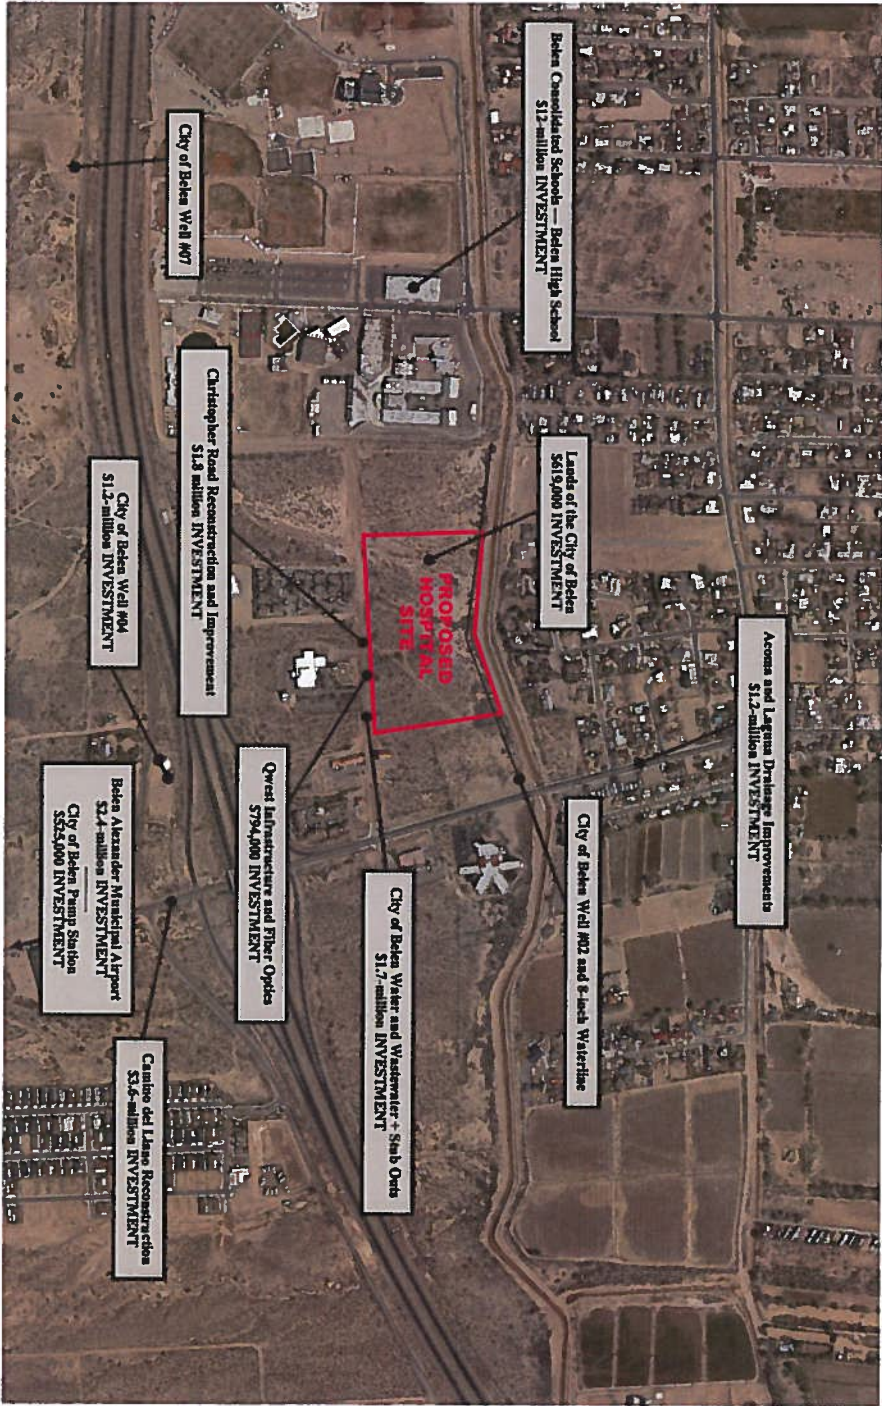 Acoma and Laguna Drainage Improvements
$1.2-million INVESTMENT
Belen Consolidated Schools — Belen High School
$12-million INVESTMENT
Lands of the City of Belen
$619,000 INVESTMENT
City of Belen Well #02 and 8-inch Waterline
PROPOSED
HOSPITAL
SITE
City of Belen Water and Wastewater + Stub Outs
$1.7-million INVESTMENT
Qwest Infrastructure and Fiber Optics
$794,000 INVESTMENT
Christopher Road Reconstruction and Improvement
$1.8 million INVESTMENT
City of Belen Well #07
City of Belen Well #04
$1.2-million INVESTMENT
Camino del Llano Reconstruction
$3.6-million INVESTMENT
Belen Alexander Municipal Airport
$2.4-million INVESTMENT
City of Belen Pump Station
$525,000 INVESTMENT